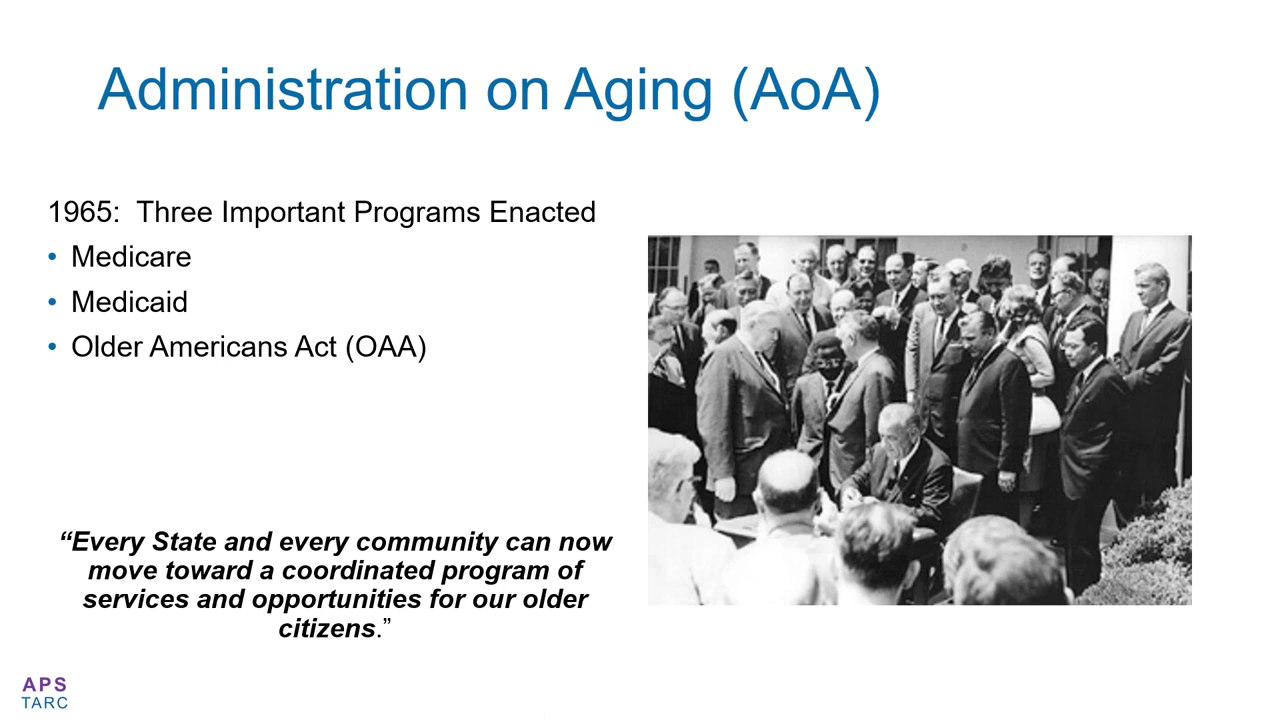 Administration on Aging (AoA)
1965:  Three Important Programs Enacted
• Medicare
• Medicaid
• Older Americans Act (OAA)
“Every State and every community can now
move toward a coordinated program of
services and opportunities for our older
citizens.”
APS
TARC